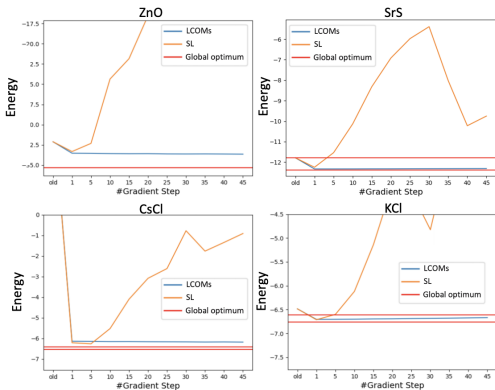 ZnO
−17.5
−70.0
2.5
5.0
2.5
0.0
−2.5
Energy
LCOMs
SL
Global optimum
old 1 5 10 15 20 25 30 35 40 45
#Gradient Step
SrS
−6
−7
−8
−9
−10
−11
−12
Energy
LCOMs
SL
Global optimum
old 1 5 10 15 20 25 30 35 40 45
#Gradient Step
CsCl
0
−1
−2
−3
−4
−5
−6
−7
Energy
LCOMs
SL
Global optimum
old 1 5 10 15 20 25 30 35 40 45
#Gradient Step
KCl
−4.5
−5.0
−5.5
−6.0
−6.5
−7.0
−7.5
Energy
LCOMs
SL
Global optimum
old 1 5 10 15 20 25 30 35 40 45
#Gradient Step